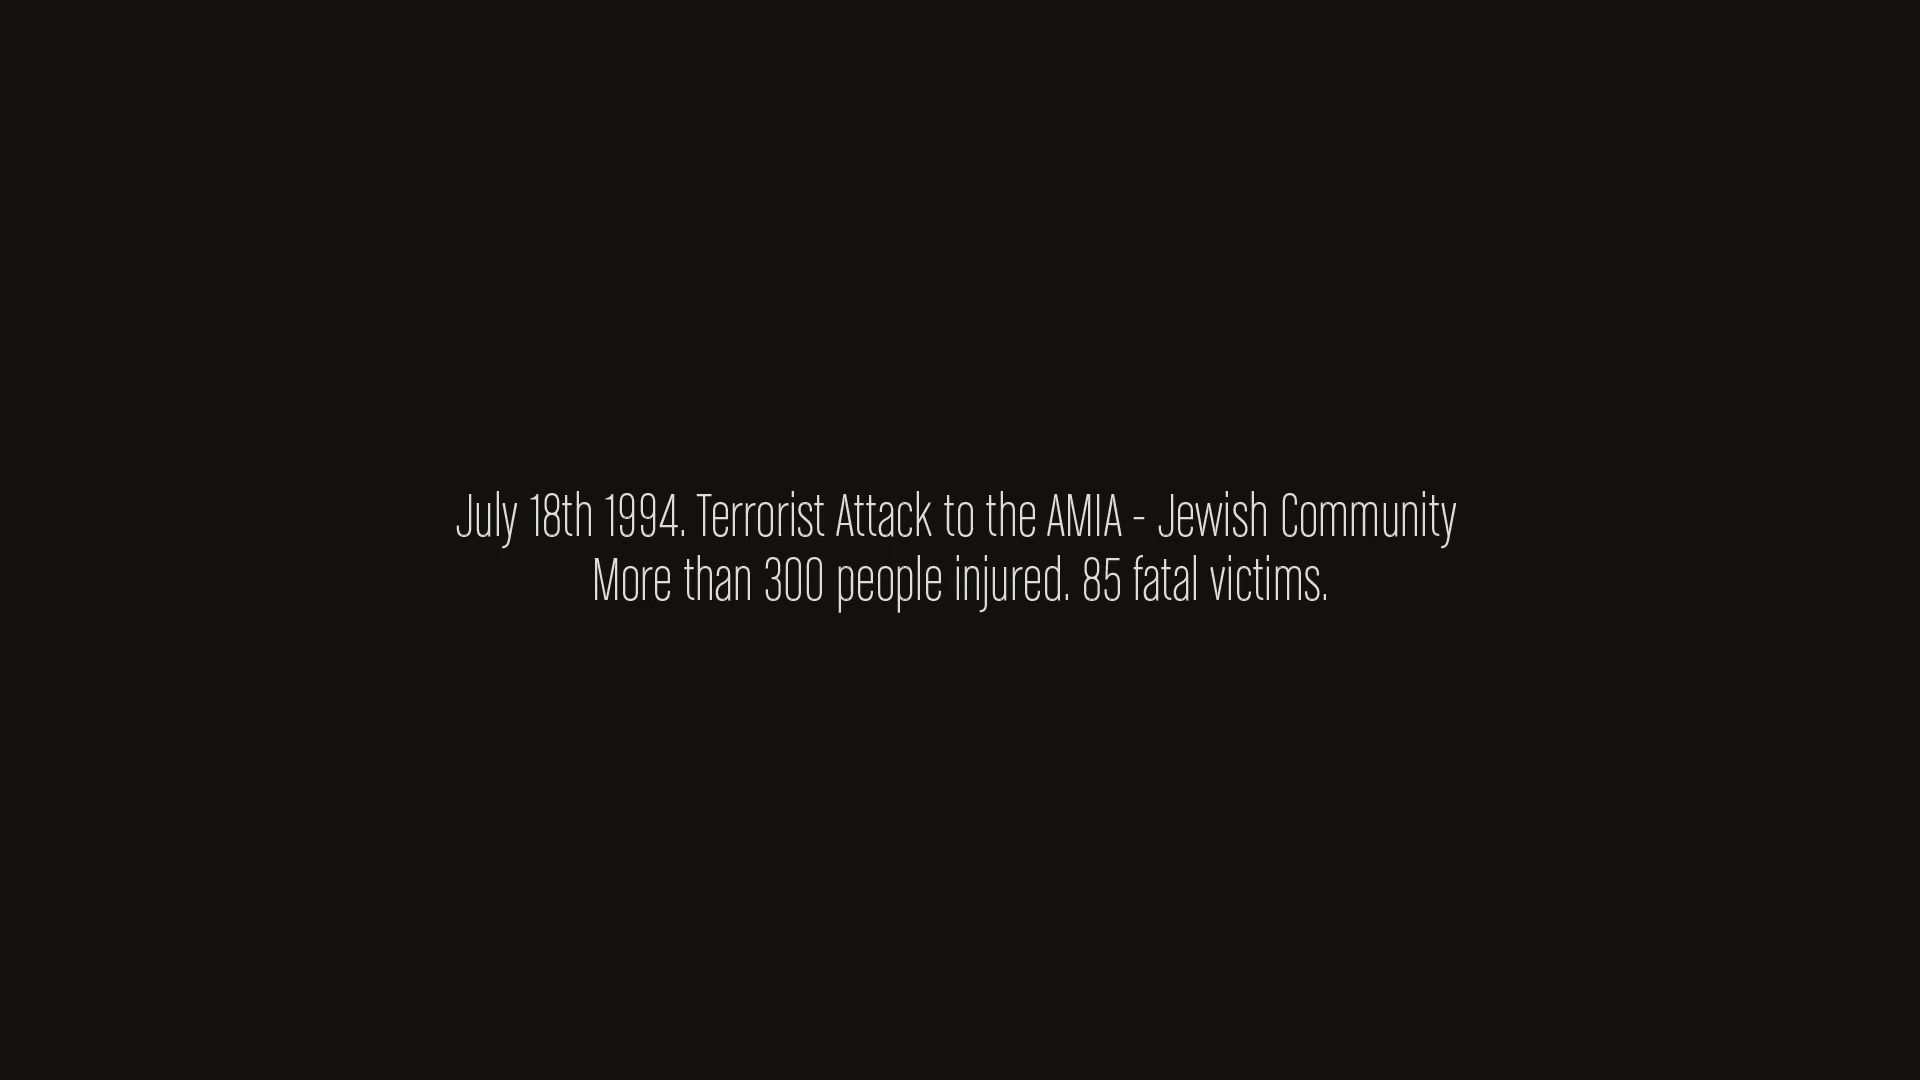 July 18th 1994. Terrorist Attack to the AMIA - Jewish Community
More than 300 people injured. 85 fatal victims.